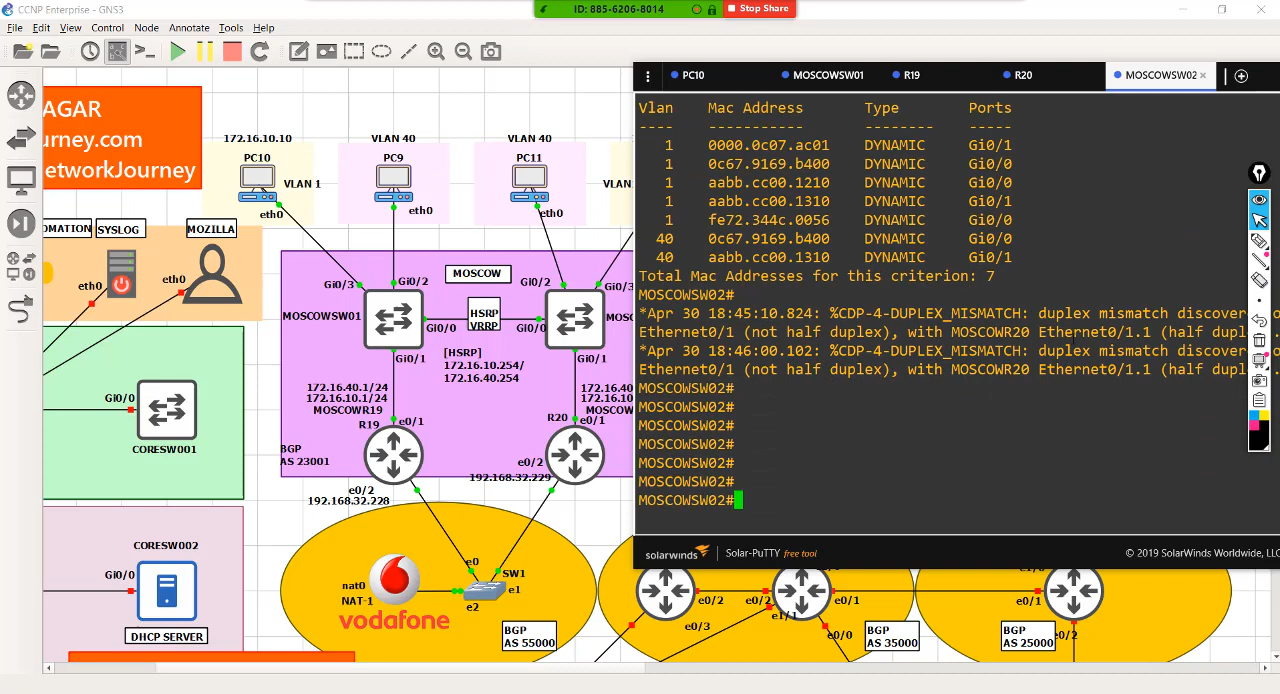 CCNP Enterprise - GNS3
ID: 885-6206-8014
Stop Share
File Edit View Control Node Annotate Tools Help
AGAR
urney.com
etworkJourney
172.16.10.10
PC10
VLAN 1
eth0
VLAN 40
PC9
eth0
VLAN 40
PC11
eth0
VLAN
OMATION
SYSLOG
MOZILLA
eth0
eth0
MOSCOW
Gi0/3
Gi0/2
Gi0/2
Gi0/3
MOSCOWSW01
HSRP
VRRP
MOSC
Gi0/0
Gi0/0
Gi0/1
[HSRP]
172.16.10.254/
172.16.40.254
Gi0/1
172.16.40.1/24
172.16.10.1/24
MOSCOWR19
172.16.40
172.16.10
MOSCOW
R19
e0/1
R20
e0/1
BGP
AS 23001
e0/2
192.168.32.228
e0/2
192.168.32.229
Gi0/0
CORESW001
CORESW002
Gi0/0
DHCP SERVER
nat0
NAT-1
vodafone
e0
SW1
e1
e2
BGP
AS 55000
e0/2
e0/2
e0/1
e0/3
e1/1
e0/0
BGP
AS 35000
e0/1
BGP
AS 25000
e0/2
PC10
MOSCOWSW01
R19
R20
MOSCOWSW02
Vlan Mac Address Type Ports
---- ----------- -------- -----
1 0000.0c07.ac01 DYNAMIC Gi0/1
1 0c67.9169.b400 DYNAMIC Gi0/0
1 aabb.cc00.1210 DYNAMIC Gi0/0
1 aabb.cc00.1310 DYNAMIC Gi0/1
1 fe72.344c.0056 DYNAMIC Gi0/0
40 0c67.9169.b400 DYNAMIC Gi0/0
40 aabb.cc00.1310 DYNAMIC Gi0/1
Total Mac Addresses for this criterion: 7
MOSCOWSW02#
*Apr 30 18:45:10.824: %CDP-4-DUPLEX_MISMATCH: duplex mismatch discover
Ethernet0/1 (not half duplex), with MOSCOWR20 Ethernet0/1.1 (half dupl
*Apr 30 18:46:00.102: %CDP-4-DUPLEX_MISMATCH: duplex mismatch discover
Ethernet0/1 (not half duplex), with MOSCOWR20 Ethernet0/1.1 (half dupl
MOSCOWSW02#
MOSCOWSW02#
MOSCOWSW02#
MOSCOWSW02#
MOSCOWSW02#
MOSCOWSW02#
MOSCOWSW02#
solarwinds
Solar-PuTTY free tool
© 2019 SolarWinds Worldwide, LLC